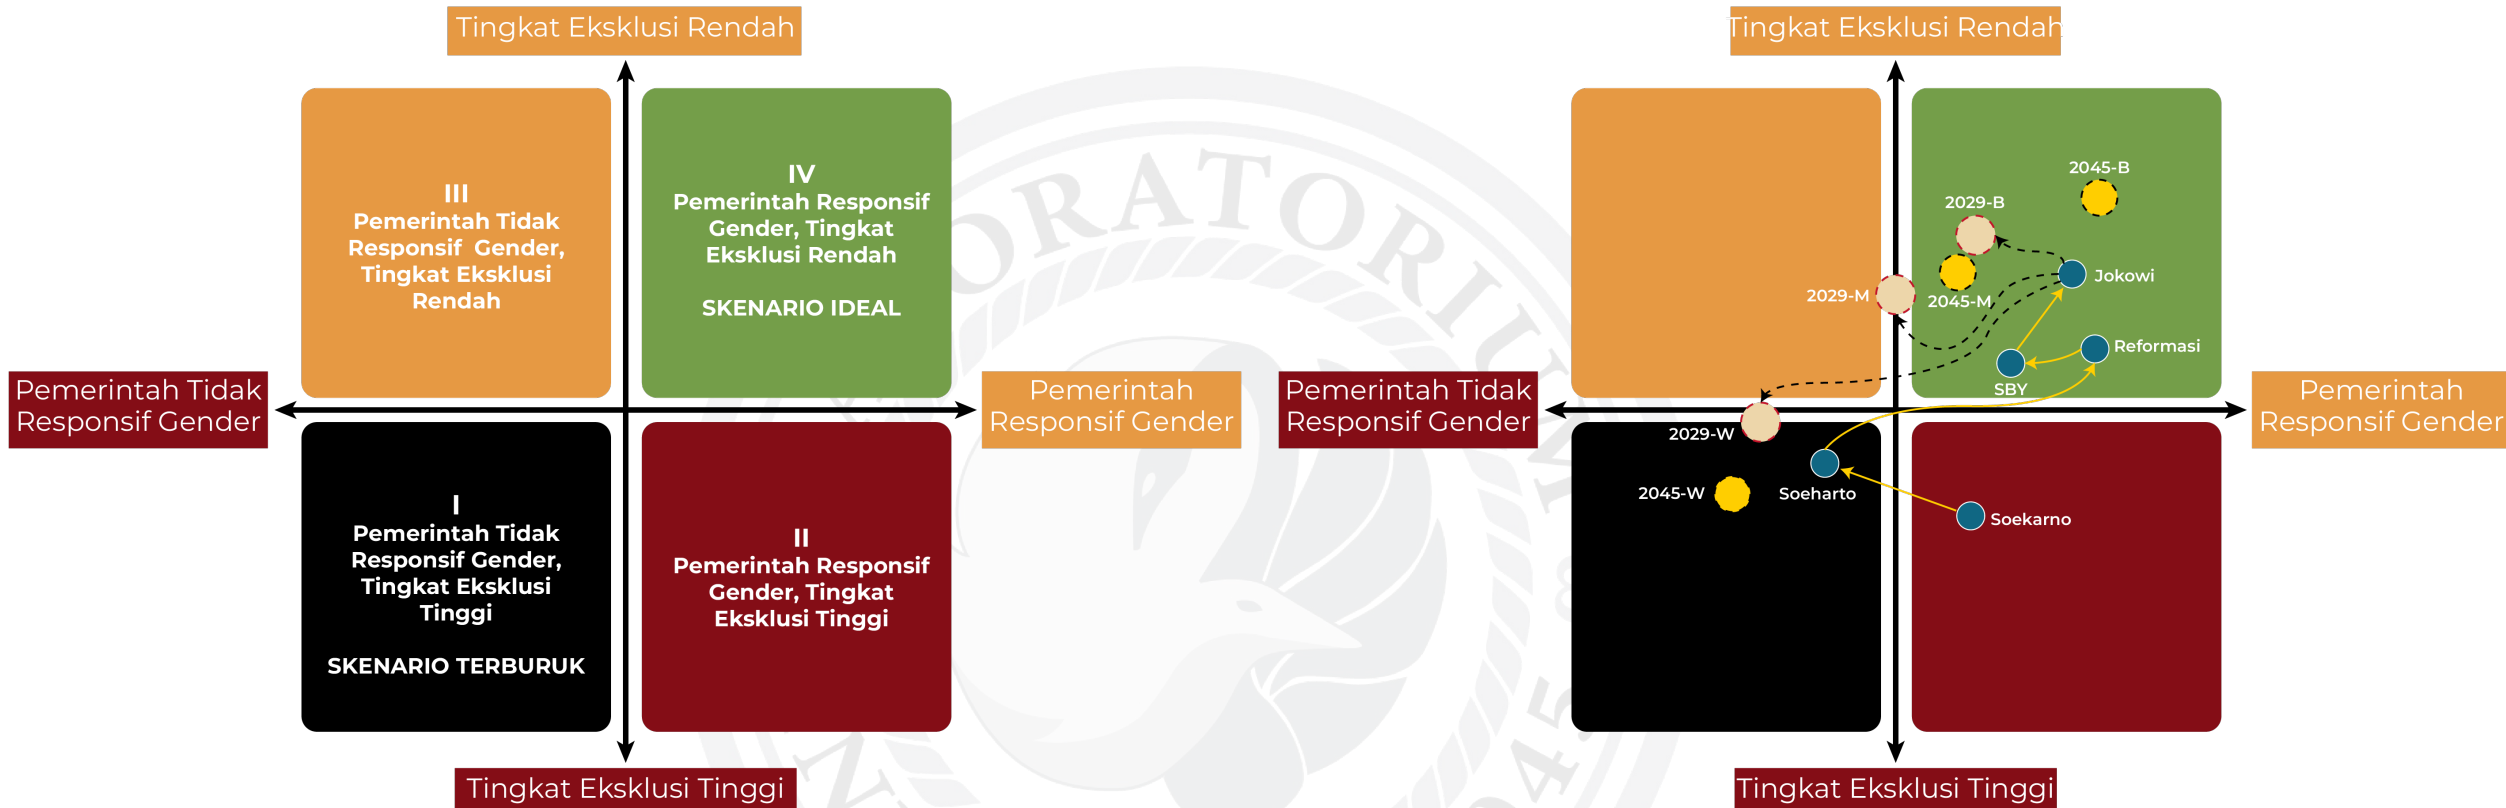 Tingkat Eksklusi Rendah
III
Pemerintah Tidak
Responsif Gender,
Tingkat Eksklusi
Rendah
IV
Pemerintah Responsif
Gender, Tingkat
Eksklusi Rendah
SKENARIO IDEAL
Pemerintah Tidak
Responsif Gender
Pemerintah
Responsif Gender
I
Pemerintah Tidak
Responsif Gender,
Tingkat Eksklusi
Tinggi
SKENARIO TERBURUK
II
Pemerintah Responsif
Gender, Tingkat
Eksklusi Tinggi
Tingkat Eksklusi Tinggi
Tingkat Eksklusi Rendah
2045-B
2029-B
Jokowi
2029-M
2045-M
Reformasi
SBY
Pemerintah Tidak
Responsif Gender
Pemerintah
Responsif Gender
2029-W
2045-W
Soeharto
Soekarno
Tingkat Eksklusi Tinggi
ORATORIUM